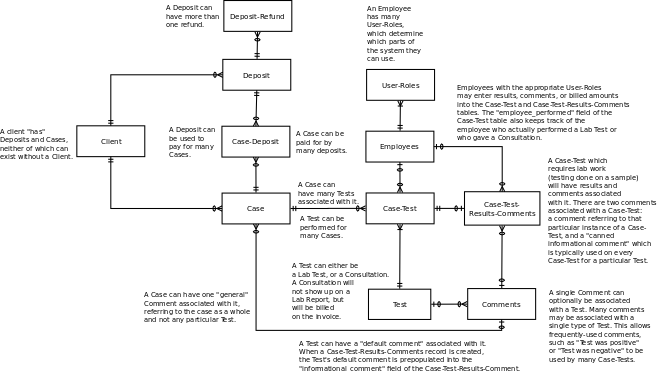 A Deposit can
have more than
one refund.
Deposit-Refund
An Employee
has many
User-Roles,
which determine
which parts of
the system they
can use.
Deposit
User-Roles
Employees with the appropriate User-Roles
may enter results, comments, or billed amounts
into the Case-Test and Case-Test-Results-Comments
tables. The "employee_performed" field of the
Case-Test table also keeps track of the
employee who actually performed a Lab Test or
who gave a Consultation.
A client "has"
Deposits and Cases,
neither of which can
exist without a Client.
Client
A Deposit can
be used to
pay for many
Cases.
Case-Deposit
A Case can be
paid for by
many deposits.
Employees
A Case-Test which
requires lab work
(testing done on a sample)
will have results and
comments associated
with it. There are two comments
associated with a Case-Test:
a comment referring to that
particular instance of a Case-
Test, and a "canned
informational comment" which
is typically used on every
Case-Test for a particular Test.
A Case can
have many Tests
associated with it.
Case
Case-Test
Case-Test-
Results-Comments
A Test can be
performed for
many Cases.
A Test can either be
a Lab Test, or a Consultation.
A Consultation will
not show up on a
Lab Report, but
will be billed
on the invoice.
A Case can have one "general"
Comment associated with it,
referring to the case as a whole
and not any particular Test.
Test
Comments
A single Comment can
optionally be associated
with a Test. Many comments
may be associated with a
single type of Test. This allows
frequently-used comments,
such as "Test was positive"
or "Test was negative" to be
used by many Case-Tests.
A Test can have a "default comment" associated with it.
When a Case-Test-Results-Comments record is created,
the Test's default comment is prepopulated into the
"informational comment" field of the Case-Test-Results-Comment.